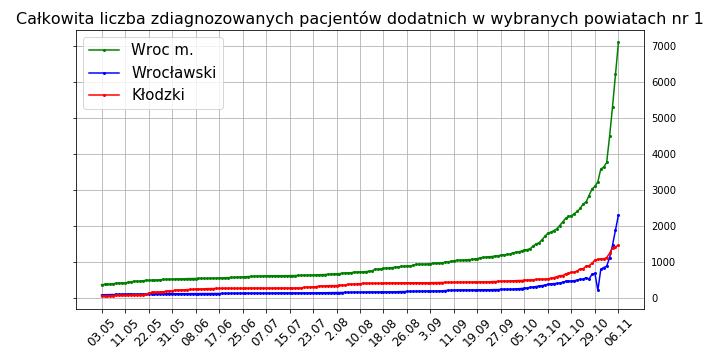 Całkowita liczba zdiagnozowanych pacjentów dodatnich w wybranych powiatach nr 1
Wroc m.
Wrocławski
Kłodzki
7000
6000
5000
4000
3000
2000
1000
0
03.05 11.05 22.05 31.05 08.06 17.06 25.06 07.07 15.07 23.07 2.08 10.08 18.08 26.08 3.09 11.09 19.09 27.09 05.10 13.10 21.10 29.10 06.11